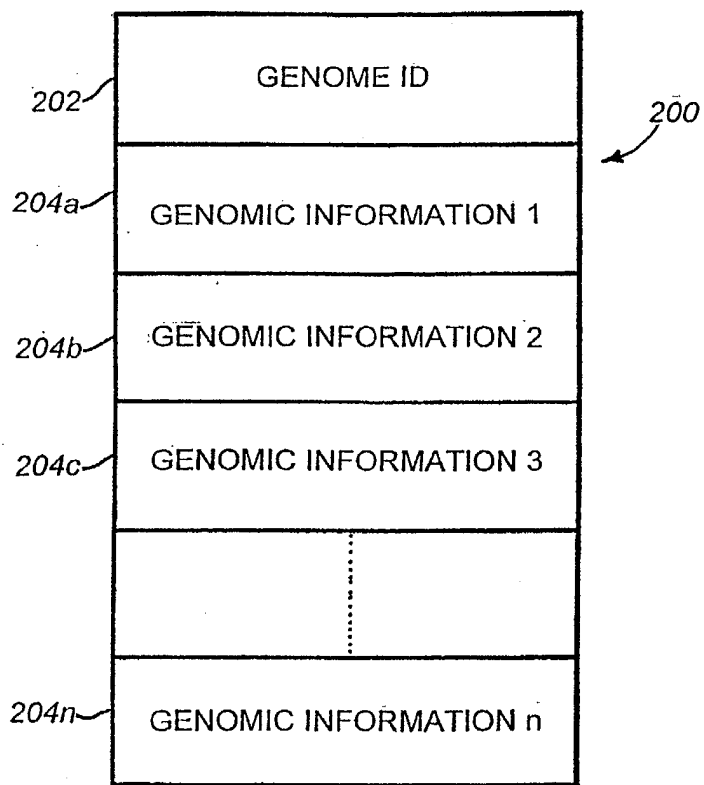 GENOME ID
202
200
204a
GENOMIC INFORMATION 1
204b
GENOMIC INFORMATION 2
204c
GENOMIC INFORMATION 3
204n
GENOMIC INFORMATION n